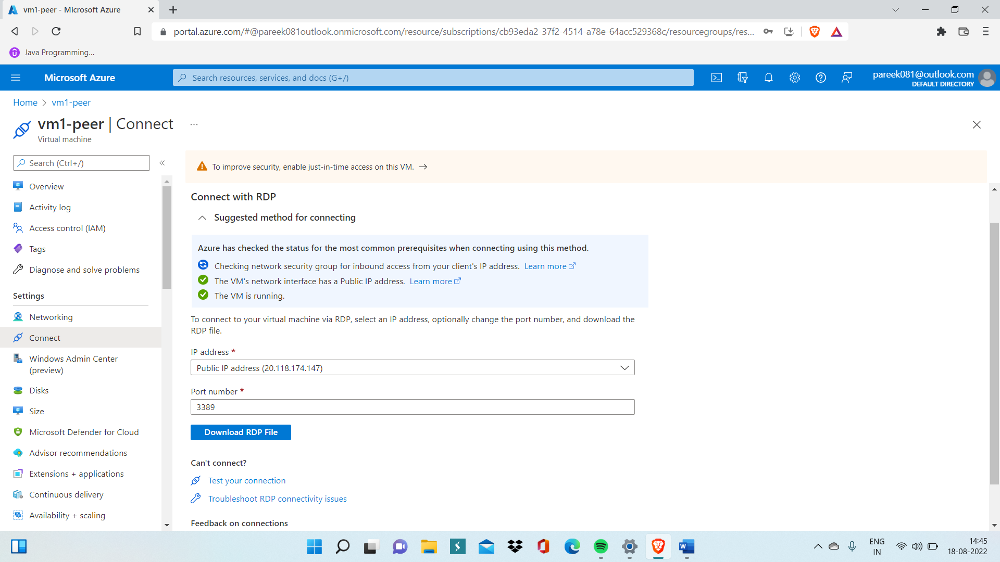 vm1-peer - Microsoft Azure
portal.azure.com/#@pareek081outlook.onmicrosoft.com/resource/subscriptions/cb93eda2-37f2-4514-a78e-64acc529368c/resourcegroups/res...
Java Programming...
Microsoft Azure
Search resources, services, and docs (G+/)
pareek081@outlook.com
DEFAULT DIRECTORY
Home > vm1-peer
vm1-peer | Connect ...
Virtual machine
Search (Ctrl+/)
«
Overview
Activity log
Access control (IAM)
Tags
Diagnose and solve problems
Settings
Networking
Connect
Windows Admin Center
(preview)
Disks
Size
Microsoft Defender for Cloud
Advisor recommendations
Extensions + applications
Continuous delivery
Availability + scaling
To improve security, enable just-in-time access on this VM. →
Connect with RDP
Suggested method for connecting
Azure has checked the status for the most common prerequisites when connecting using this method.
Checking network security group for inbound access from your client's IP address. Learn more
The VM's network interface has a Public IP address. Learn more
The VM is running.
To connect to your virtual machine via RDP, select an IP address, optionally change the port number, and download the
RDP file.
IP address *
Public IP address (20.118.174.147)
Port number *
3389
Download RDP File
Can't connect?
Test your connection
Troubleshoot RDP connectivity issues
Feedback on connections
ENG
IN
14:45
18-08-2022